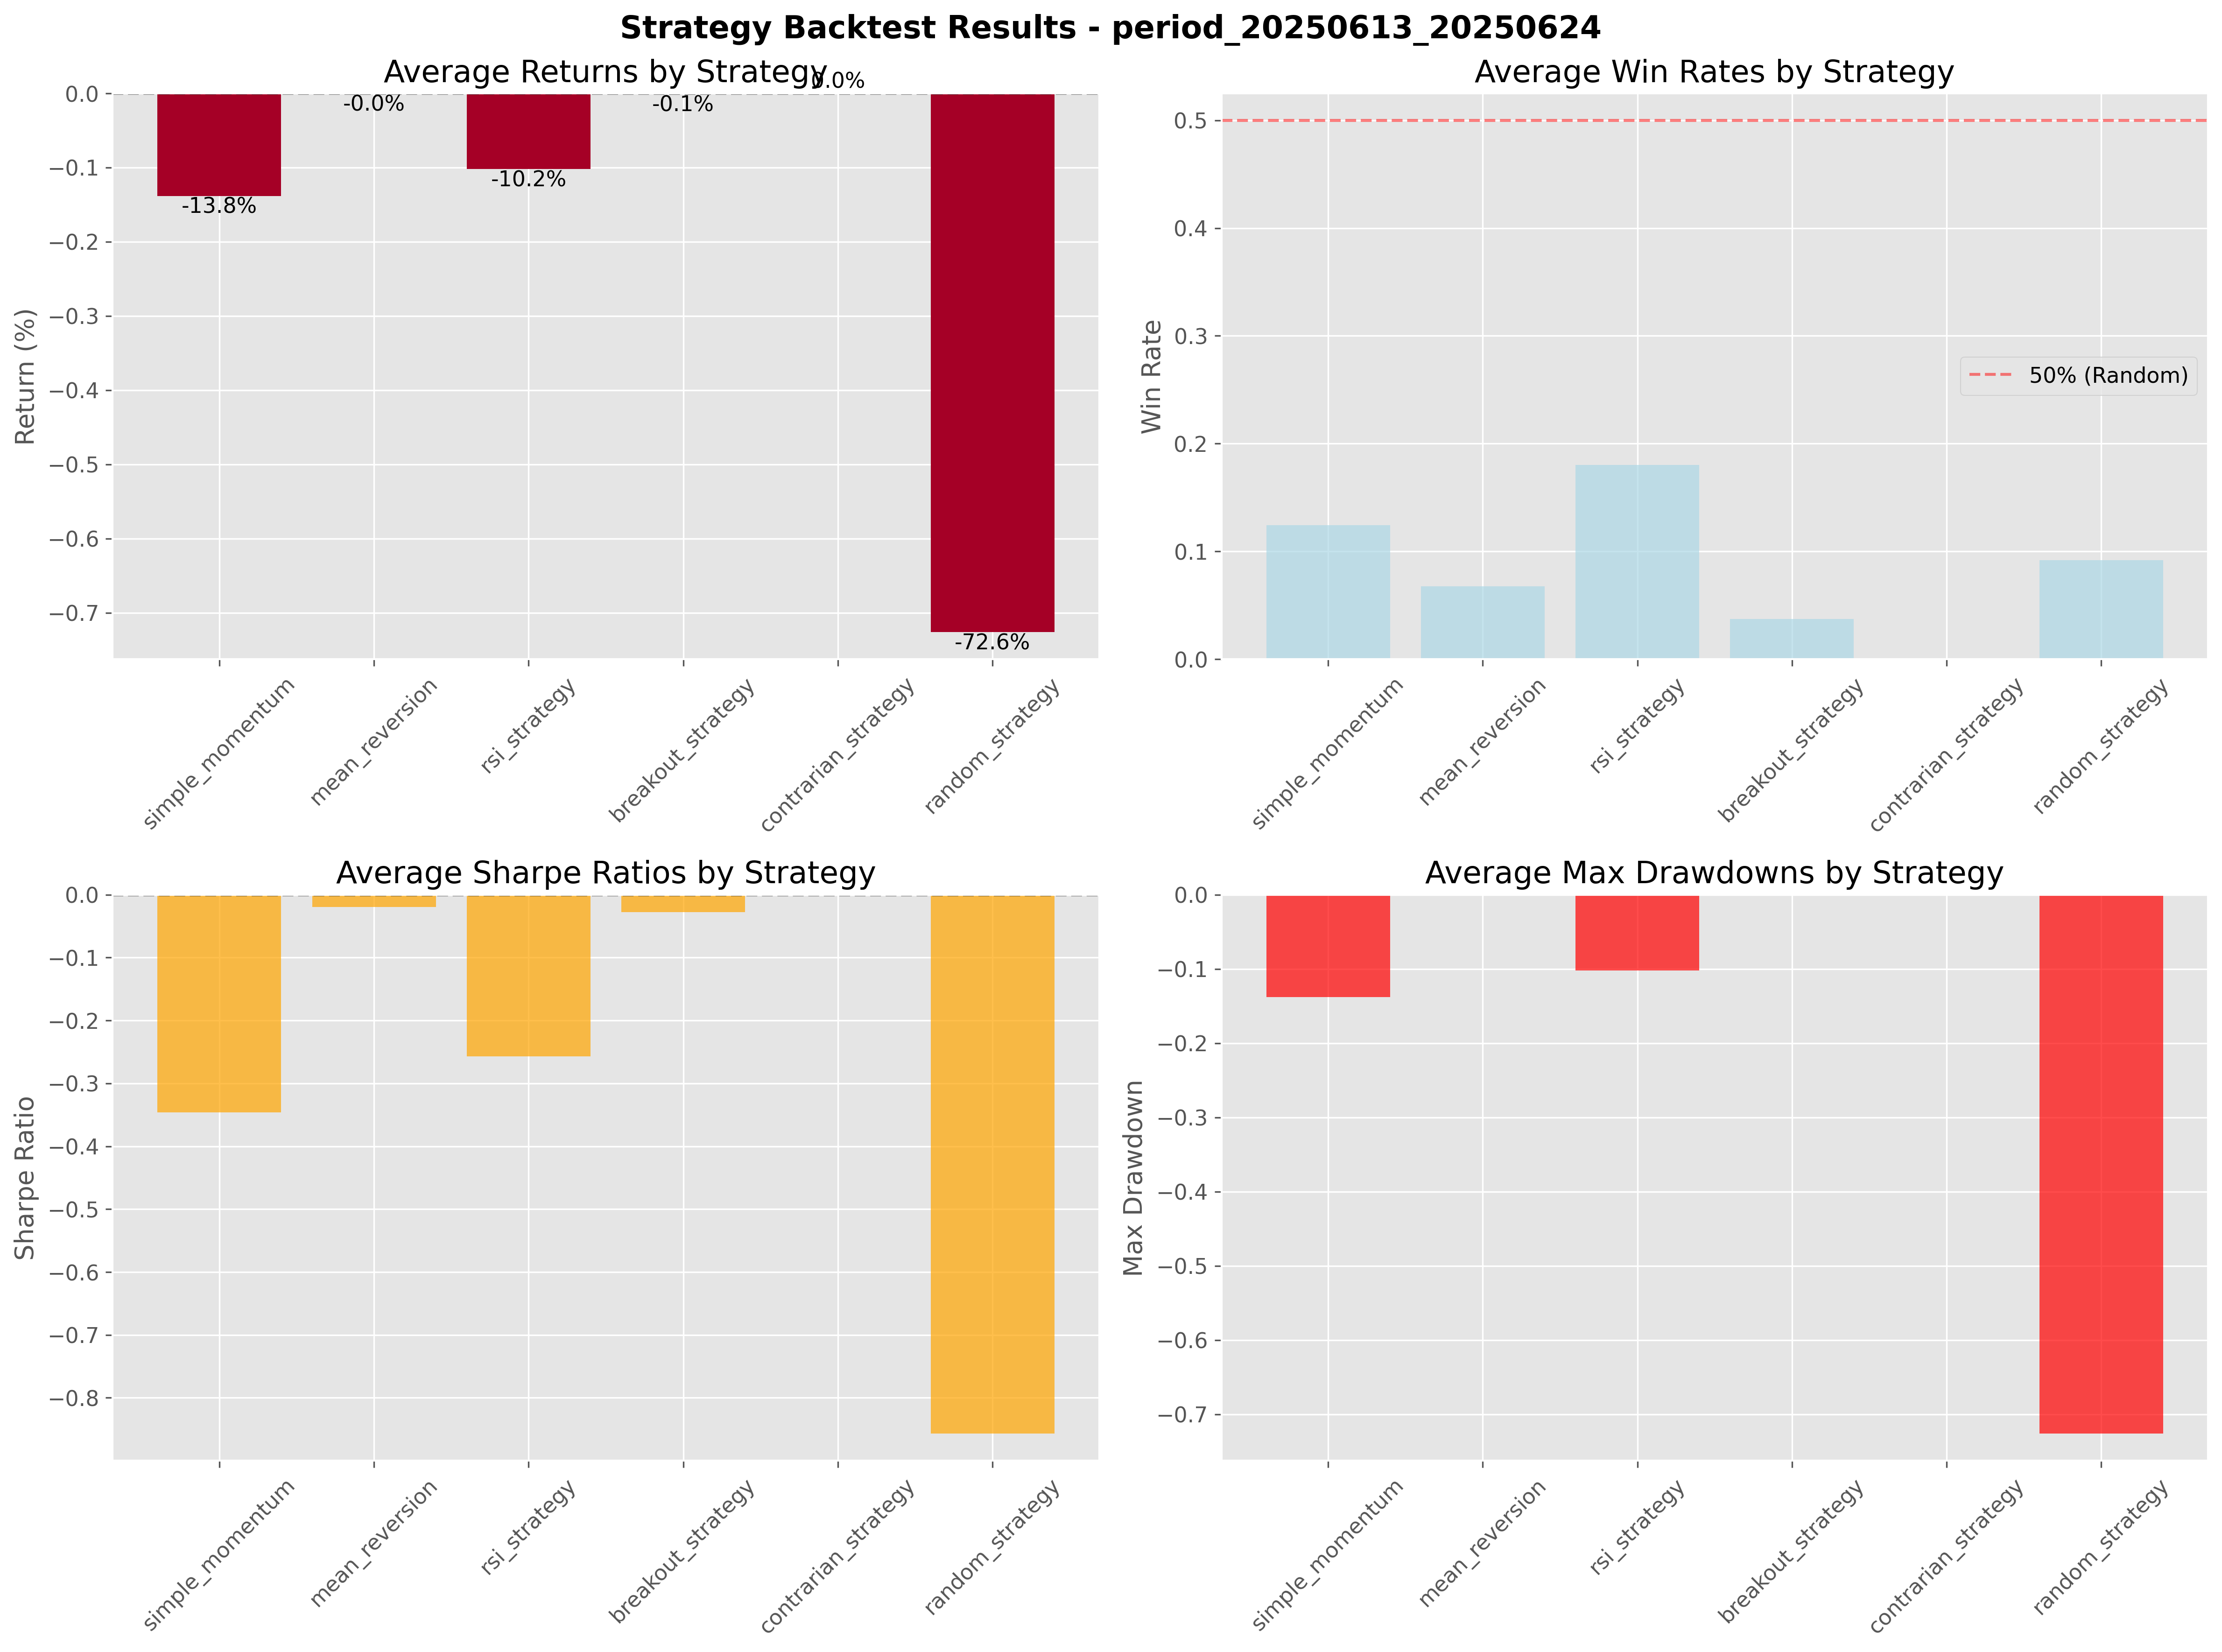 Strategy Backtest Results - period_20250613_20250624
Average Returns by Strategy
0.0%
0.0
−0.1
−0.2
−0.3
−0.4
−0.5
−0.6
−0.7
Return (%)
-13.8%
-0.0%
-10.2%
-0.1%
-72.6%
simple_momentum
mean_reversion
rsi_strategy
breakout_strategy
contrarian_strategy
random_strategy
Average Win Rates by Strategy
0.5
0.4
0.3
0.2
0.1
0.0
Win Rate
50% (Random)
simple_momentum
mean_reversion
rsi_strategy
breakout_strategy
contrarian_strategy
random_strategy
Average Sharpe Ratios by Strategy
0.0
−0.1
−0.2
−0.3
−0.4
−0.5
−0.6
−0.7
−0.8
Sharpe Ratio
simple_momentum
mean_reversion
rsi_strategy
breakout_strategy
contrarian_strategy
random_strategy
Average Max Drawdowns by Strategy
0.0
−0.1
−0.2
−0.3
−0.4
−0.5
−0.6
−0.7
Max Drawdown
simple_momentum
mean_reversion
rsi_strategy
breakout_strategy
contrarian_strategy
random_strategy